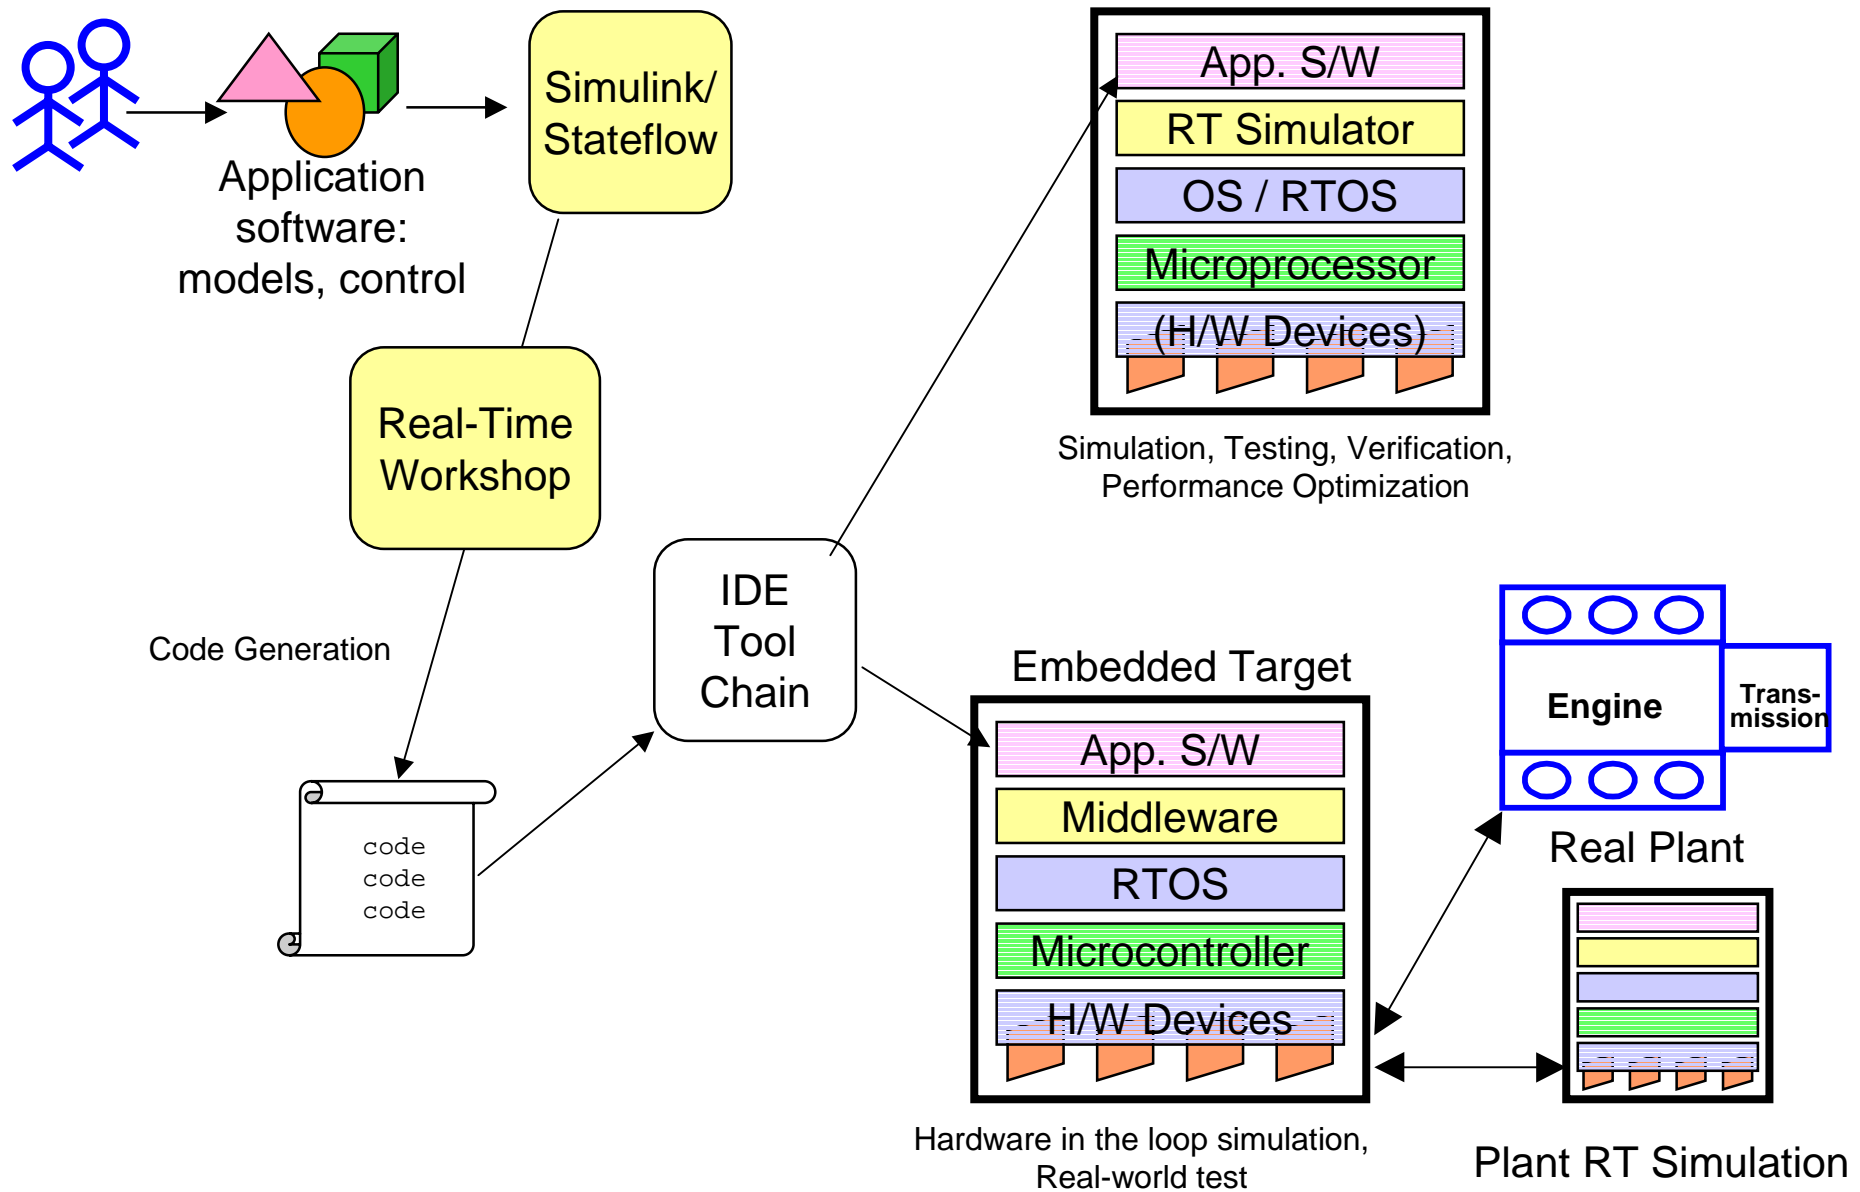 Simulink/
Stateflow
Application
software:
models, control
Real-Time
Workshop
Code Generation
code
code
code
IDE
Tool
Chain
App. S/W
RT Simulator
OS / RTOS
Microprocessor
(H/W Devices)
Simulation, Testing, Verification,
Performance Optimization
Embedded Target
App. S/W
Middleware
RTOS
Microcontroller
H/W Devices
Hardware in the loop simulation,
Real-world test
Engine
Trans-
mission
Real Plant
Plant RT Simulation